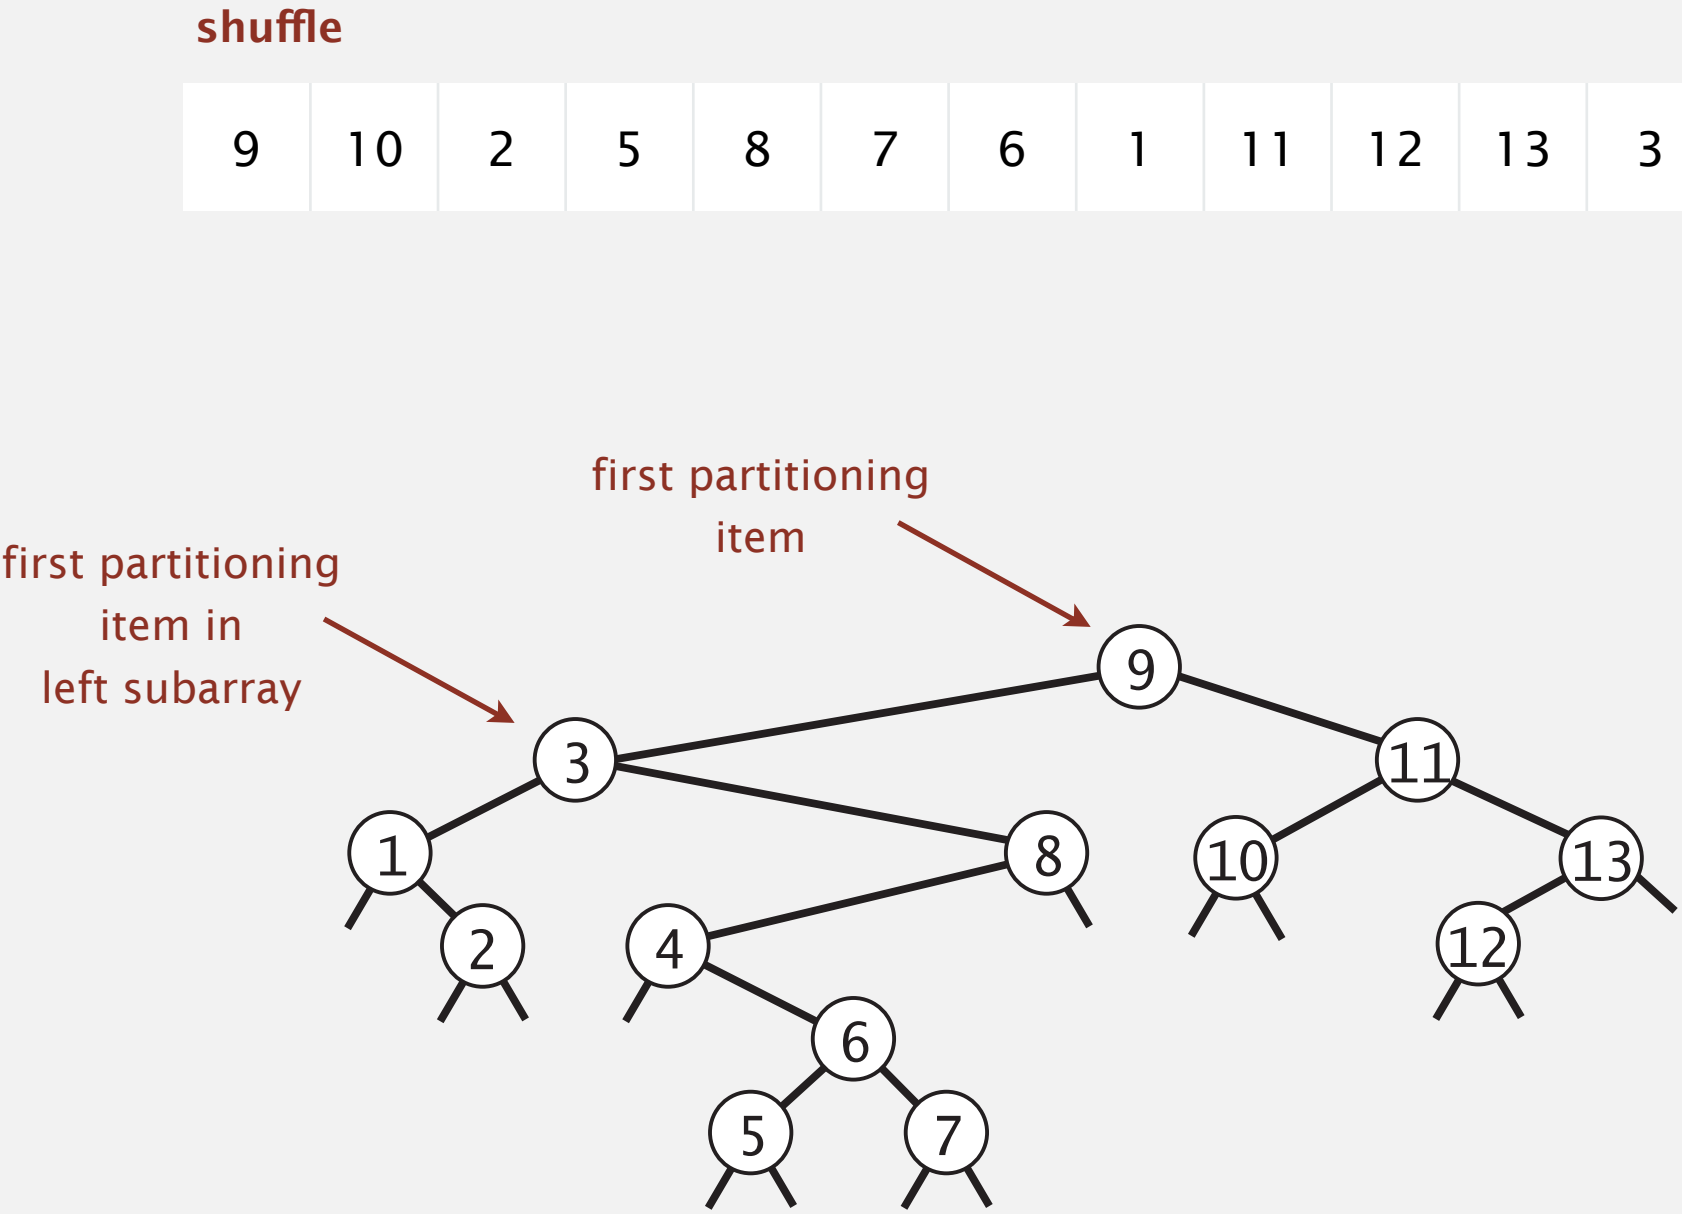 shuffle
9 10 2 5 8 7 6 1 11 12 13 3
first partitioning
item
first partitioning
item in
left subarray
9
3 11
1 8 10 13
2 4 12
6
5 7